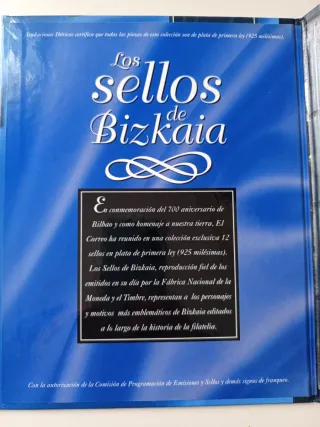 Aplicaciones Ibéricas certifica que todas las piezas de esta colección son de plata de primera ley (925 milésimas).
Los
sellos
de
Bizkaia
En conmemoración del 700 aniversario de
Bilbao y como homenaje a nuestra tierra, El
Correo ha reunido en una colección exclusiva 12
sellos en plata de primera ley (925 milésimas).
Los Sellos de Bizkaia, reproducción fiel de los
emitidos en su día por la Fábrica Nacional de la
Moneda y el Timbre, representan a los personajes
y motivos más emblemáticos de Bizkaia editados
a lo largo de la historia de la filatelia.
Con la autorización de la Comisión de Programación de Emisiones y Sellos y demás signos de franqueo.